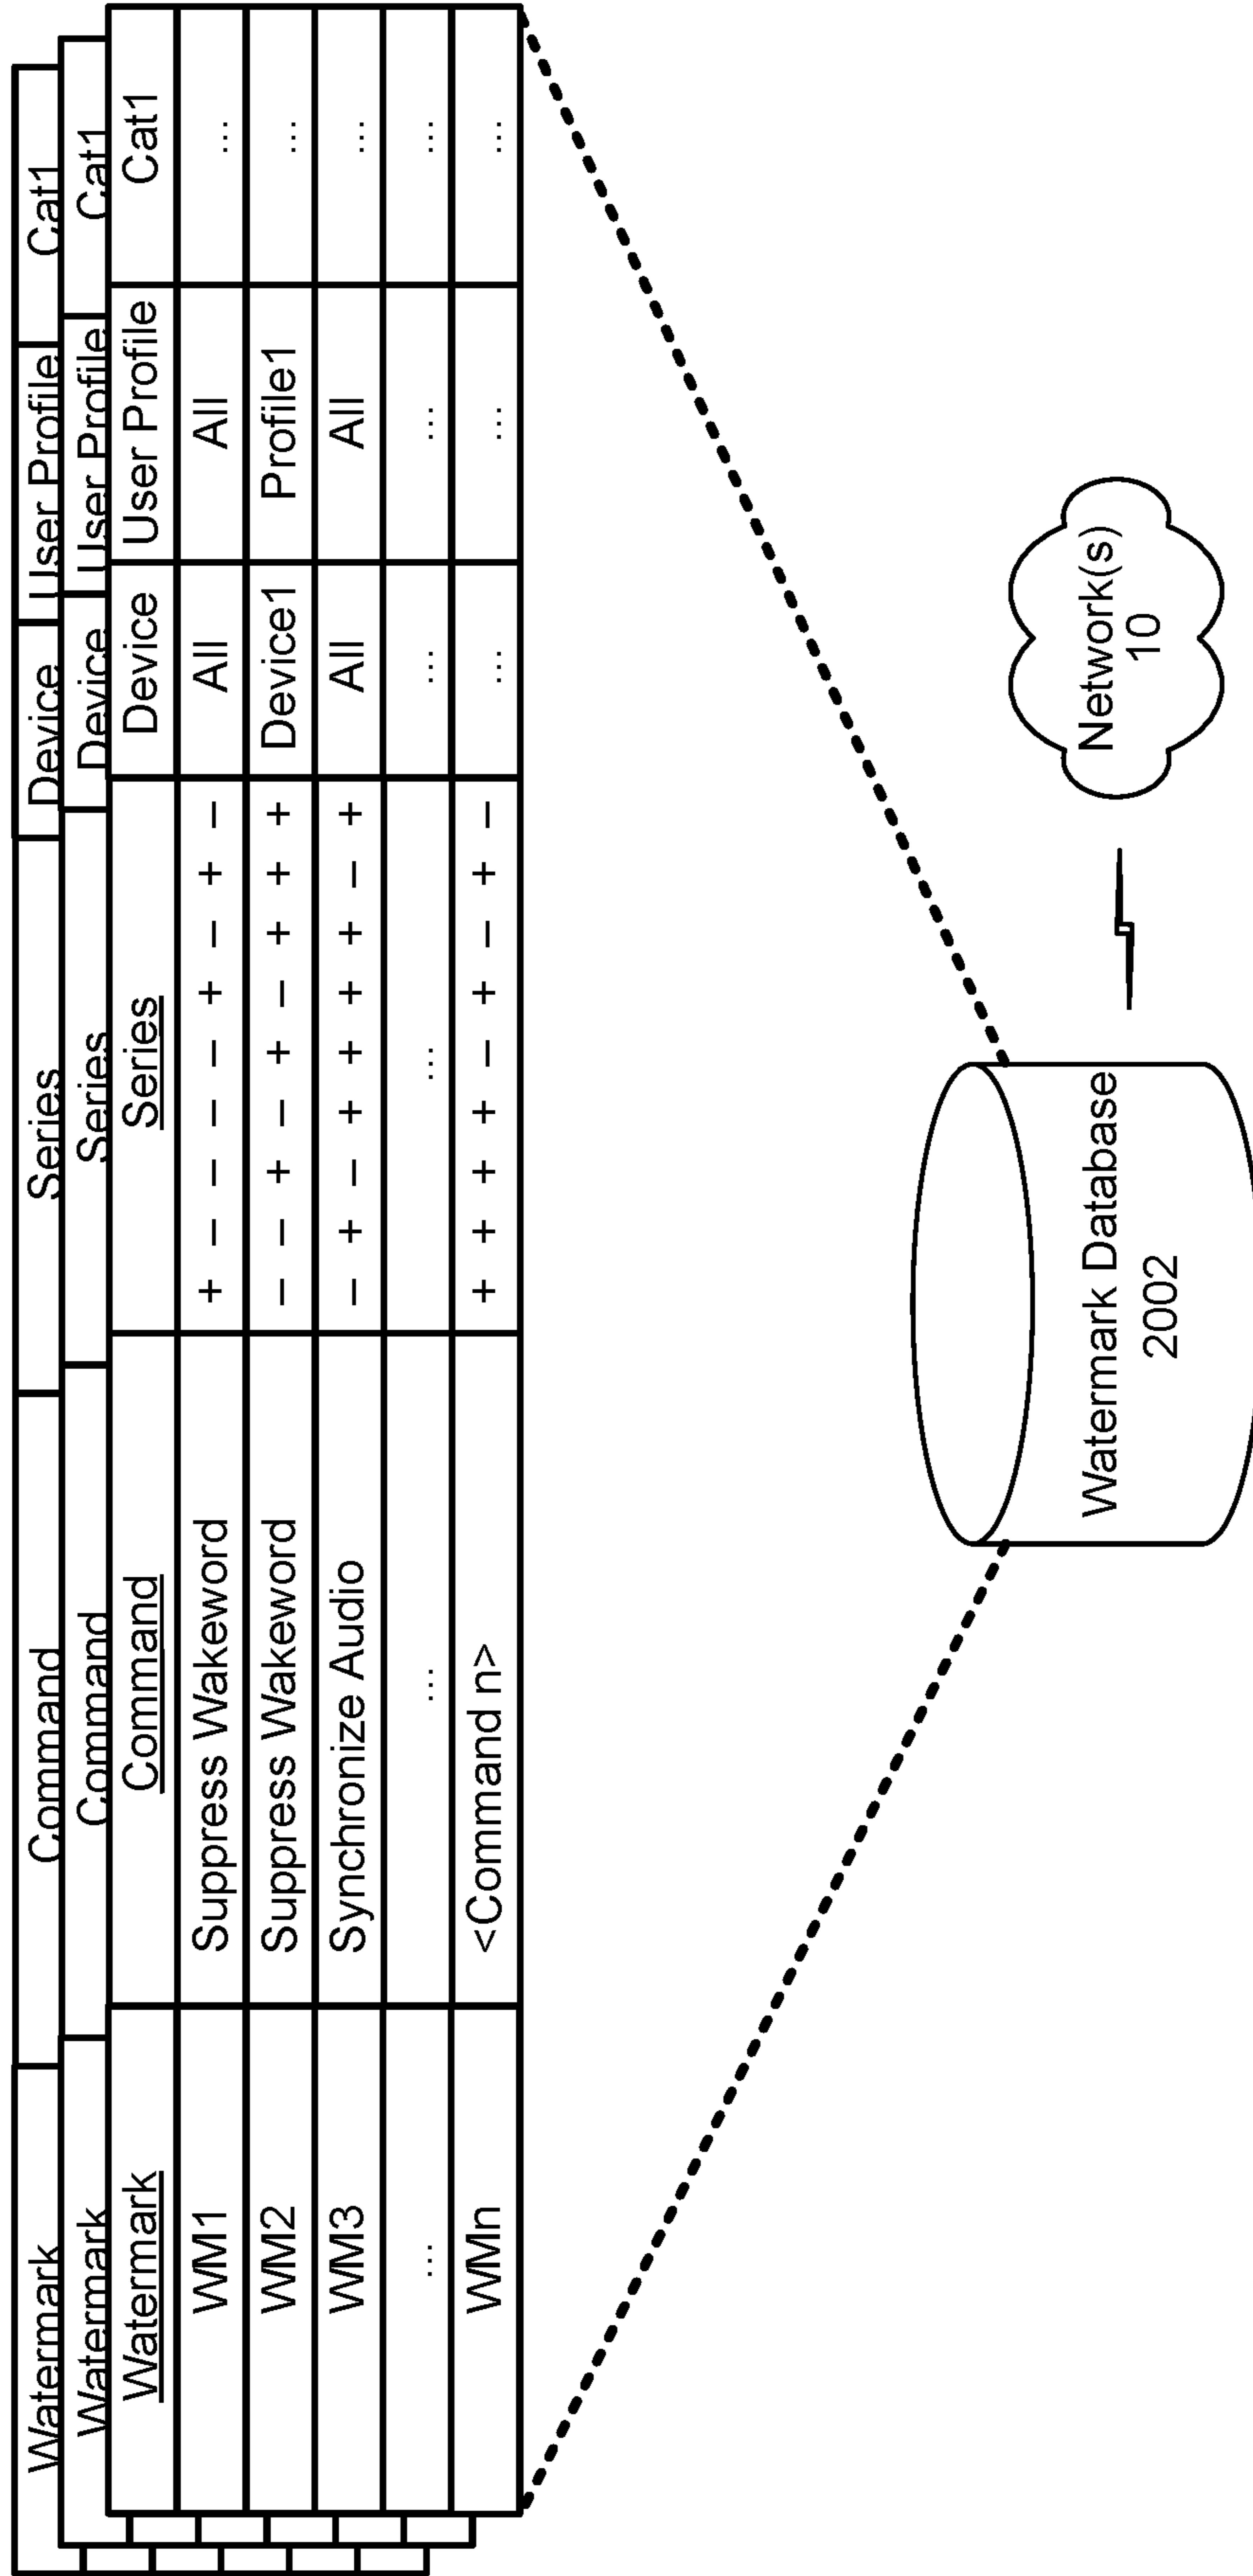 Watermark Command Series Device User Profile Cat1
Watermark Command Series Device User Profile Cat1
Watermark Command Series Device User Profile Cat1
WM1 Suppress Wakeword + – – – – + – + – All All ...
WM2 Suppress Wakeword – – + – + – + + + Device1 Profile1 ...
WM3 Synchronize Audio – + – + + + + – + All All ...
... ... ... ... ... ...
WMn <Command n> + + + + – + – + – ... ... ...
Watermark Database
2002
Network(s)
10